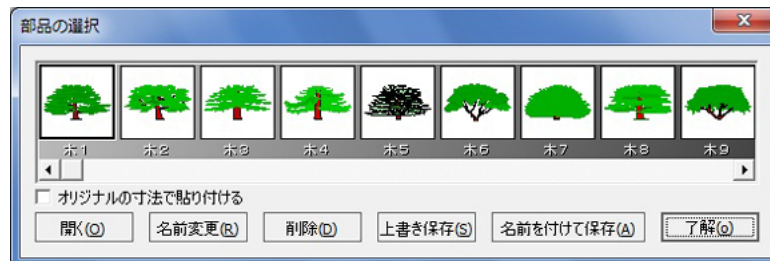 部品の選択
木1 木2 木3 木4 木5 木6 木7 木8 木9
オリジナルの寸法で貼り付ける
開く(O) 名前変更(R) 削除(D) 上書き保存(S) 名前を付けて保存(A) 了解(o)